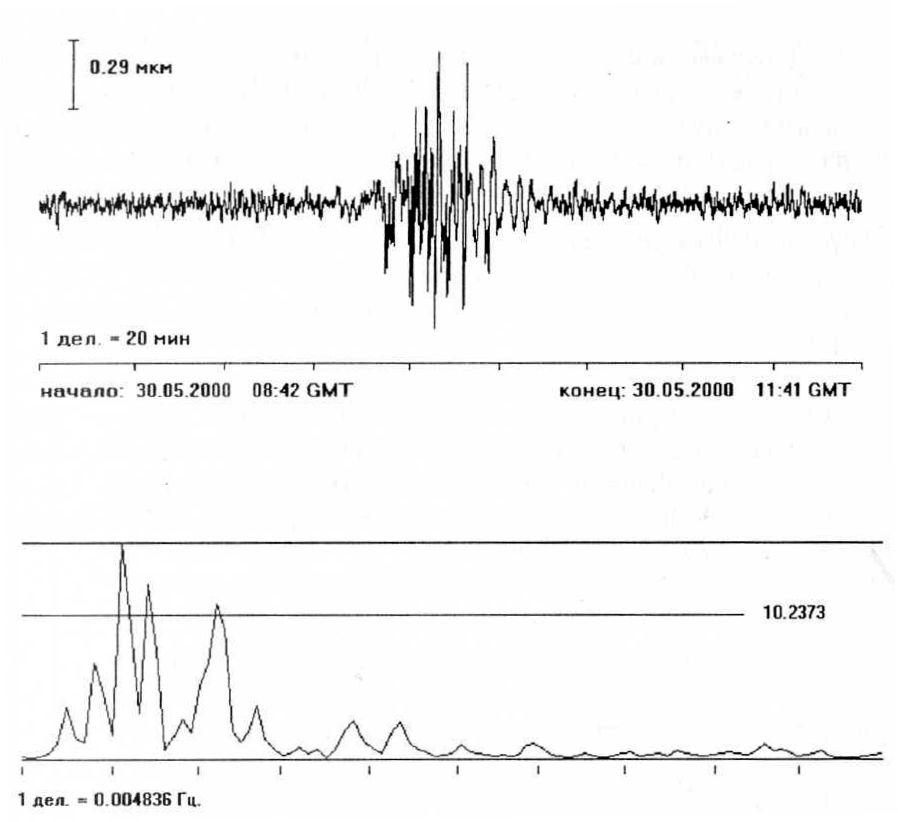 0.29 мкм
1 дел. = 20 мин
начало: 30.05.2000 08:42 GMT конец: 30.05.2000 11:41 GMT
10.2373
1 дел. = 0.004836 Гц.